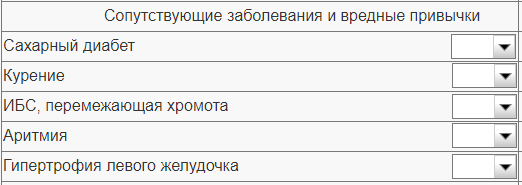 Сопутствующие заболевания и вредные привычки
Сахарный диабет
Курение
ИБС, перемежающая хромота
Аритмия
Гипертрофия левого желудочка